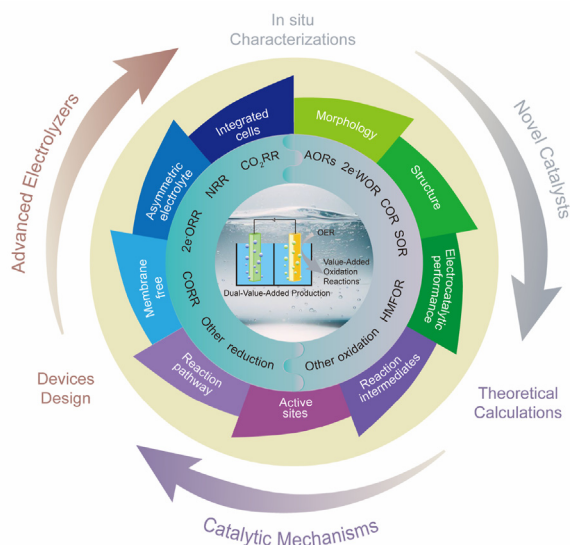 In situ
Characterizations
Novel Catalysts
Theoretical
Calculations
Catalytic Mechanisms
Devices
Design
Advanced Electrolyzers
Integrated
cells
Morphology
Structure
Electrocatalytic
performance
Reaction
intermediates
Active
sites
Reaction
pathway
Membrane
free
Asymmetric
electrolyte
CO₂RR
NRR
2e⁻ORR
CORR
Other reduction
AORs
2e⁻WOR
COR
SOR
HMFOR
Other oxidation
OER
Value-Added
Oxidation
Reactions
Dual-Value-Added Production